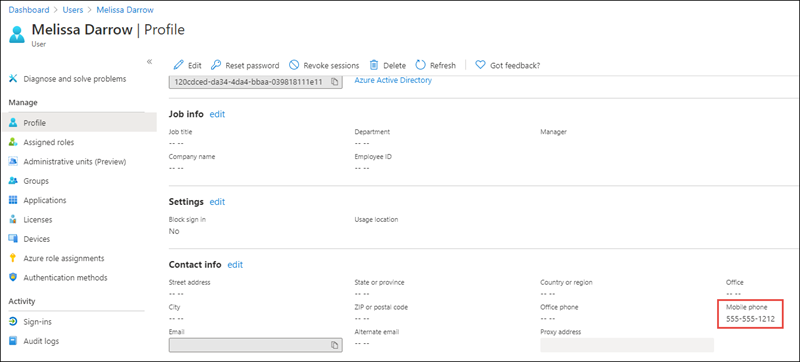 Dashboard > Users > Melissa Darrow
Melissa Darrow | Profile
User
«
Edit Reset password Revoke sessions Delete Refresh Got feedback?
Diagnose and solve problems
Manage
Profile
Assigned roles
Administrative units (Preview)
Groups
Applications
Licenses
Devices
Azure role assignments
Authentication methods
Activity
Sign-ins
Audit logs
120cdced-da34-4da4-bbaa-039818111e11 Azure Active Directory
Job info edit
Job title Department Manager
-- -- -- --
Company name Employee ID
-- -- -- --
Settings edit
Block sign in Usage location
No
Contact info edit
Street address State or province Country or region Office
-- -- -- -- -- -- -- --
City ZIP or postal code Office phone Mobile phone
-- -- -- -- -- -- 555-555-1212
Email Alternate email Proxy address
-- --